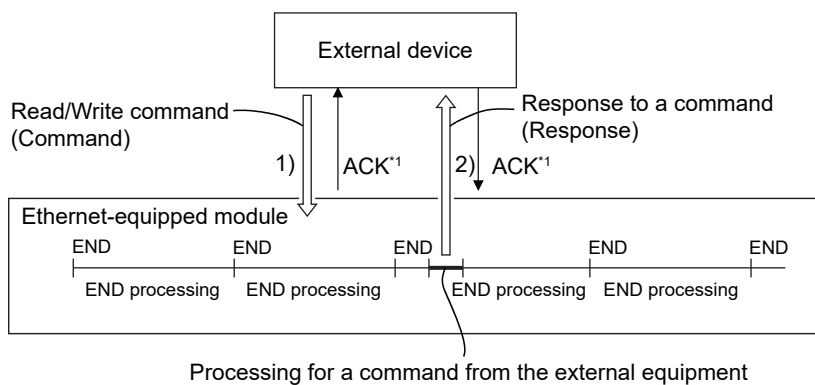 External device
Read/Write command
(Command)
Response to a command
(Response)
1)
ACK*1
2)
ACK*1
Ethernet-equipped module
END
END
END
END
END
END processing
END processing
END processing
END processing
Processing for a command from the external equipment